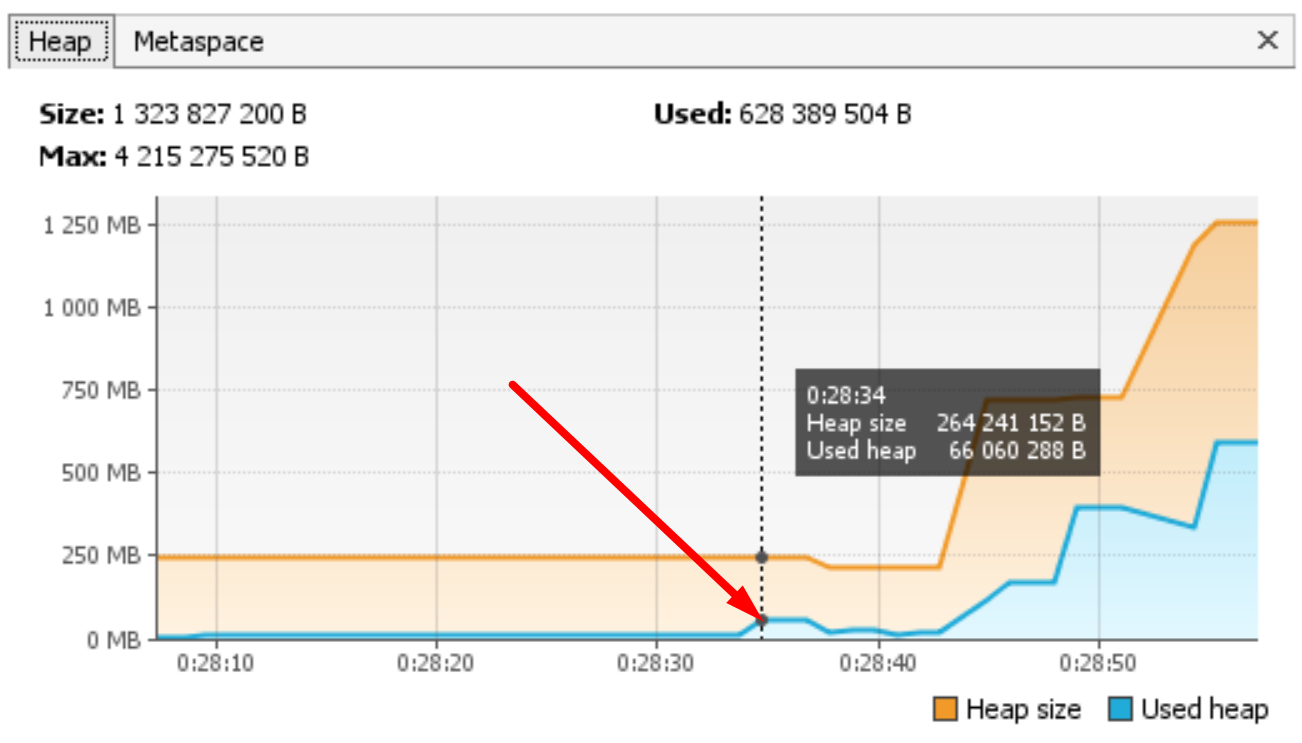 Heap Metaspace ×
Size: 1 323 827 200 B Used: 628 389 504 B
Max: 4 215 275 520 B
1 250 MB
1 000 MB
750 MB
500 MB
250 MB
0 MB
0:28:34
Heap size 264 241 152 B
Used heap 66 060 288 B
0:28:10 0:28:20 0:28:30 0:28:40 0:28:50
Heap size Used heap